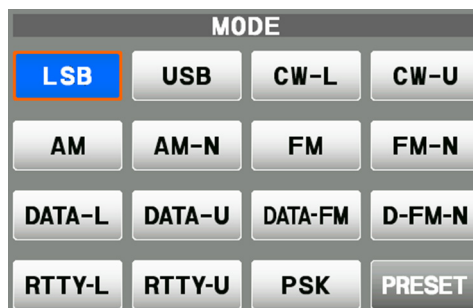 MODE
LSB USB CW-L CW-U
AM AM-N FM FM-N
DATA-L DATA-U DATA-FM D-FM-N
RTTY-L RTTY-U PSK PRESET